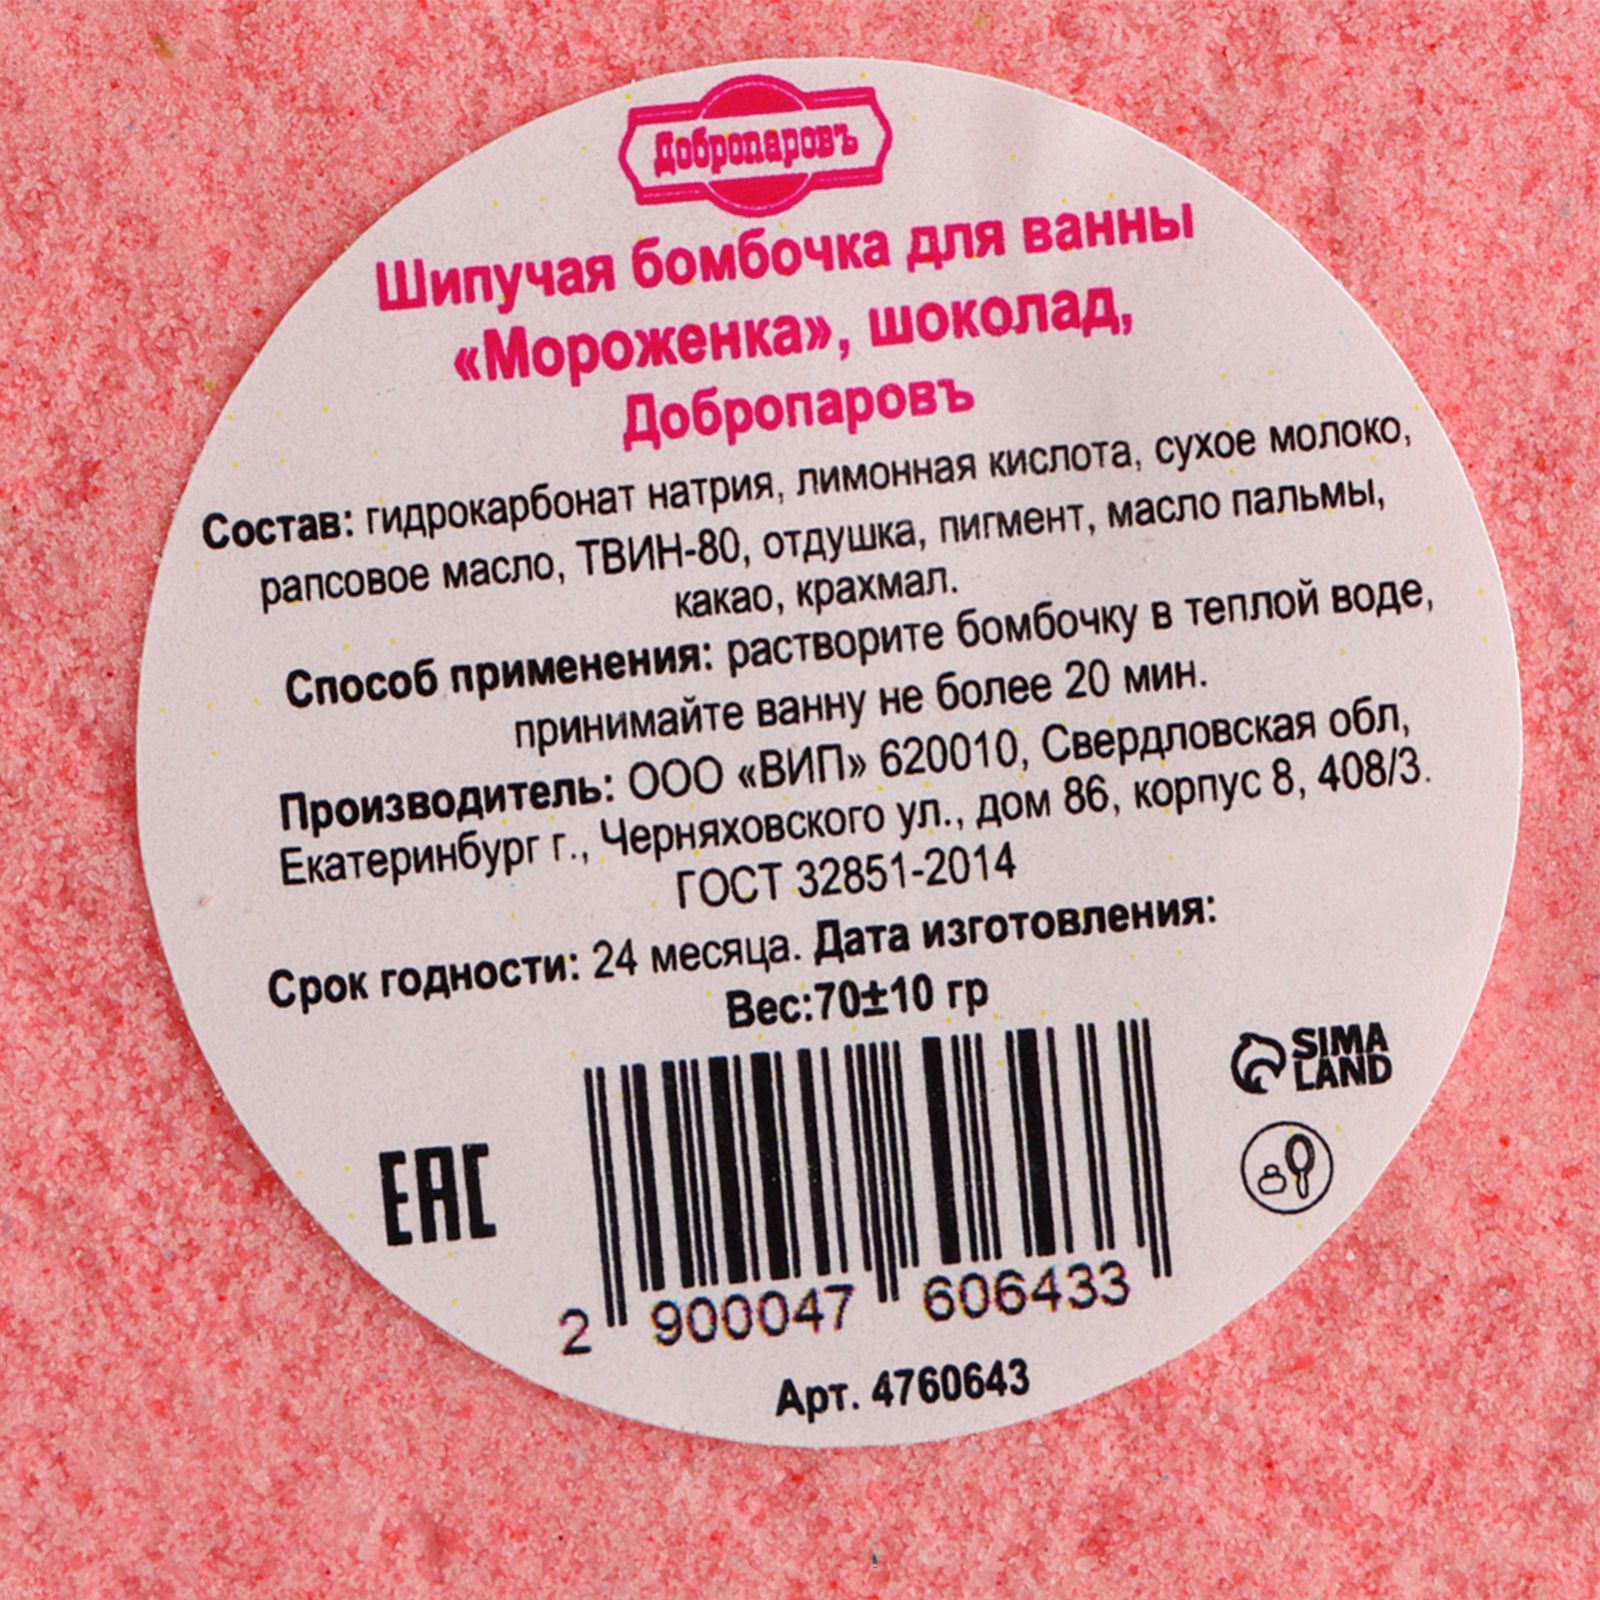 Добропаровъ
Шипучая бомбочка для ванны
«Мороженка», шоколад,
Добропаровъ
Состав: гидрокарбонат натрия, лимонная кислота, сухое молоко,
рапсовое масло, ТВИН-80, отдушка, пигмент, масло пальмы,
какао, крахмал.
Способ применения: растворите бомбочку в теплой воде,
принимайте ванну не более 20 мин.
Производитель: ООО «ВИП» 620010, Свердловская обл,
Екатеринбург г., Черняховского ул., дом 86, корпус 8, 408/3.
ГОСТ 32851-2014
Срок годности: 24 месяца. Дата изготовления:
Вес:70±10 гр
SIMA
LAND
EAC
2 900047 606433
Арт. 4760643